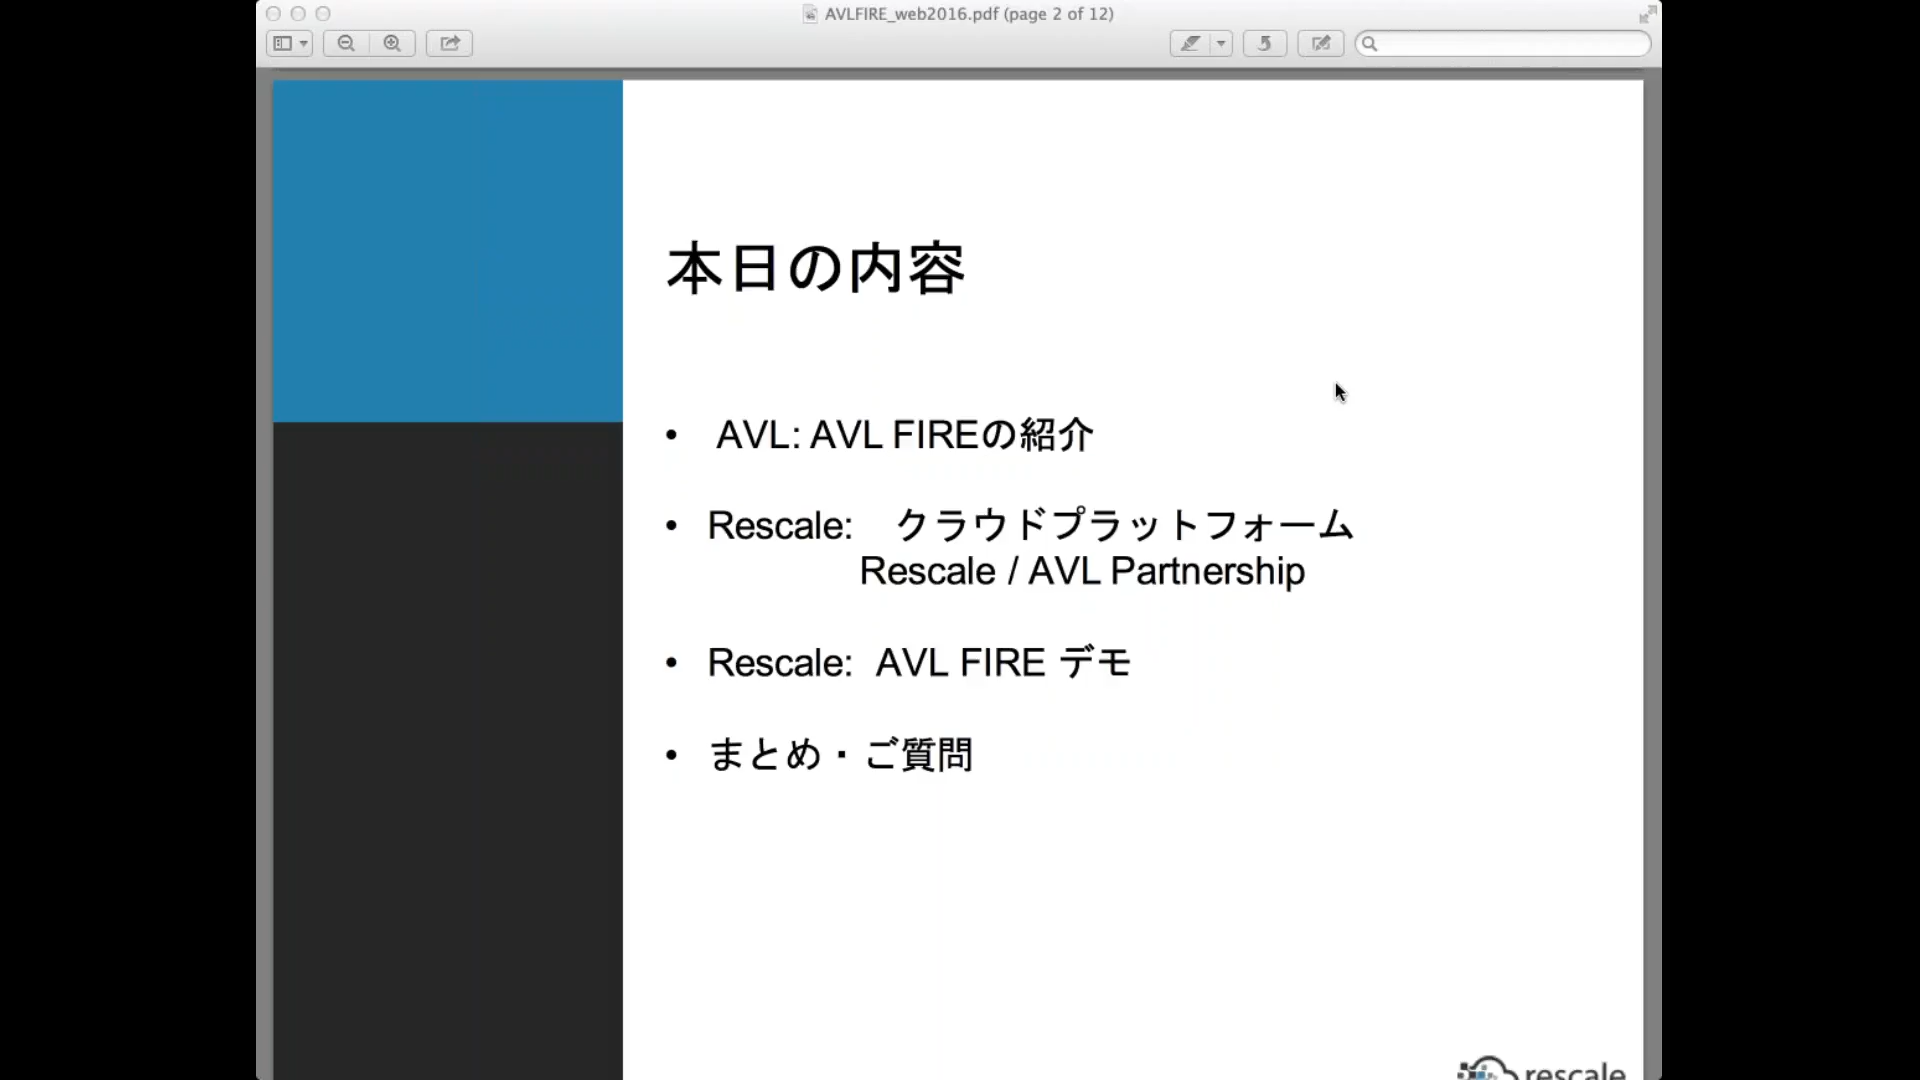 AVLFIRE_web2016.pdf (page 2 of 12)
本日の内容
• AVL: AVL FIREの紹介
• Rescale: クラウドプラットフォーム
Rescale / AVL Partnership
• Rescale: AVL FIRE デモ
• まとめ・ご質問
rescale